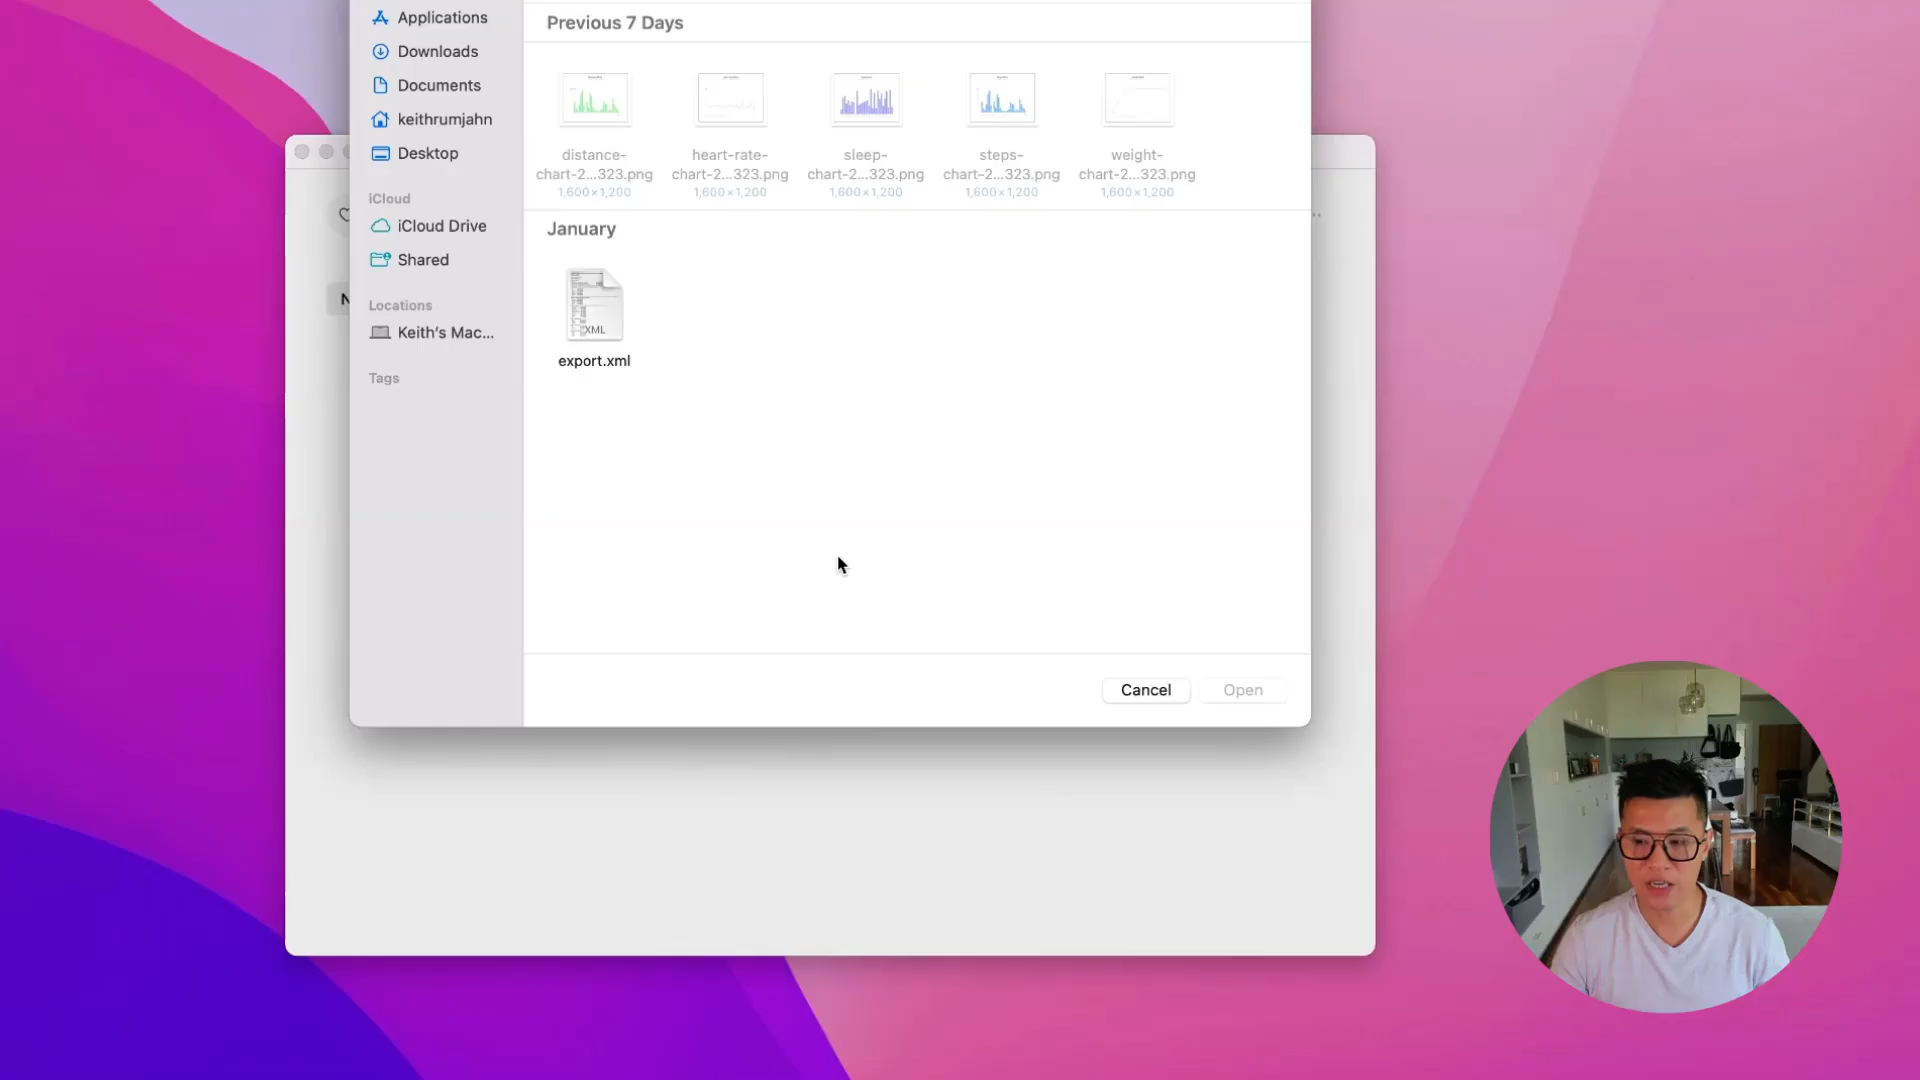 Applications
Downloads
Documents
keithrumjahn
Desktop
iCloud
iCloud Drive
Shared
Locations
Keith's Mac...
Tags
Previous 7 Days
distance-
chart-2...323.png
1,600×1,200
heart-rate-
chart-2...323.png
1,600×1,200
sleep-
chart-2...323.png
1,600×1,200
steps-
chart-2...323.png
1,600×1,200
weight-
chart-2...323.png
1,600×1,200
January
XML
export.xml
Cancel
Open